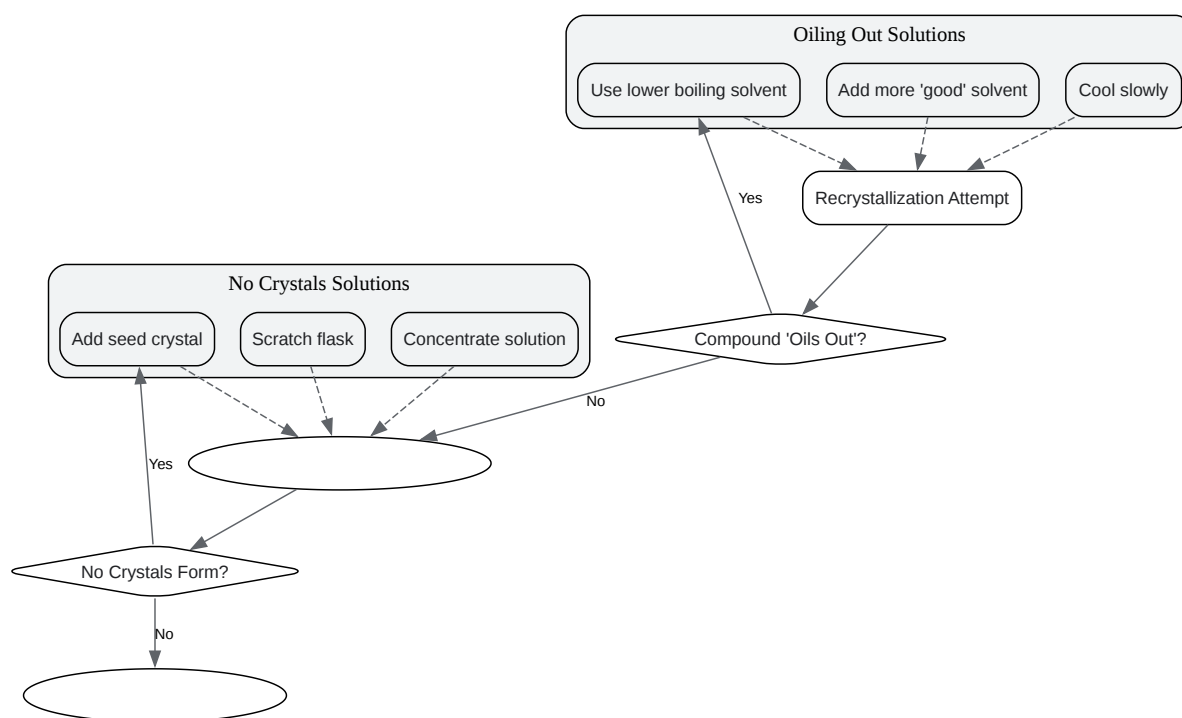 Oiling Out Solutions
Use lower boiling solvent
Add more 'good' solvent
Cool slowly
Yes
Recrystallization Attempt
No Crystals Solutions
Add seed crystal
Scratch flask
Concentrate solution
Compound 'Oils Out'?
No
Yes
No Crystals Form?
No